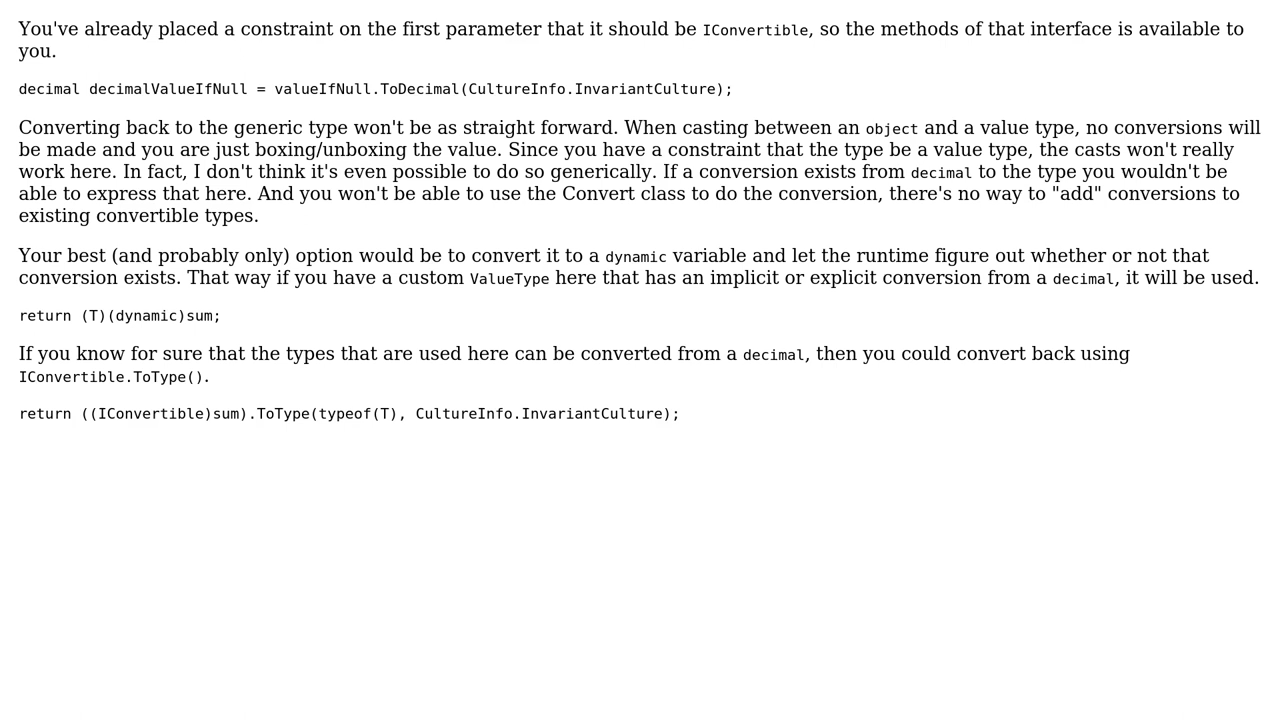 You've already placed a constraint on the first parameter that it should be IConvertible, so the methods of that interface is available to
you.
decimal decimalValueIfNull = valueIfNull.ToDecimal(CultureInfo.InvariantCulture);
Converting back to the generic type won't be as straight forward. When casting between an object and a value type, no conversions will
be made and you are just boxing/unboxing the value. Since you have a constraint that the type be a value type, the casts won't really
work here. In fact, I don't think it's even possible to do so generically. If a conversion exists from decimal to the type you wouldn't be
able to express that here. And you won't be able to use the Convert class to do the conversion, there's no way to "add" conversions to
existing convertible types.
Your best (and probably only) option would be to convert it to a dynamic variable and let the runtime figure out whether or not that
conversion exists. That way if you have a custom ValueType here that has an implicit or explicit conversion from a decimal, it will be used.
return (T)(dynamic)sum;
If you know for sure that the types that are used here can be converted from a decimal, then you could convert back using
IConvertible.ToType().
return ((IConvertible)sum).ToType(typeof(T), CultureInfo.InvariantCulture);